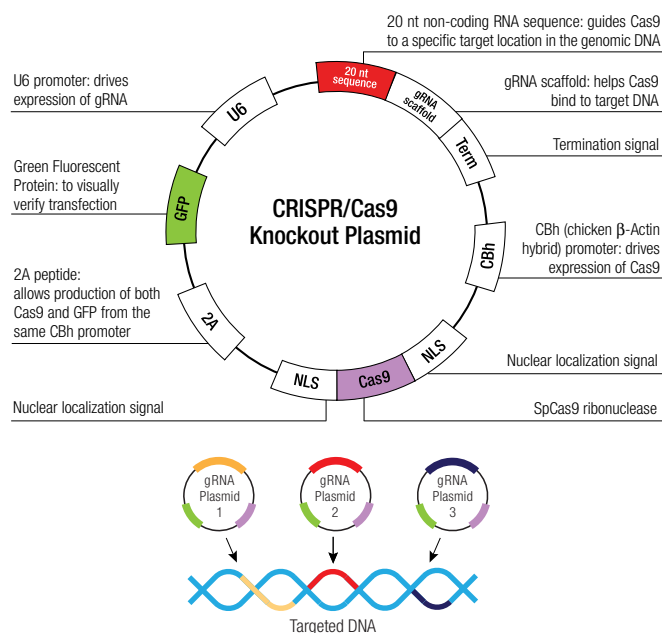 20 nt non-coding RNA sequence: guides Cas9
to a specific target location in the genomic DNA
U6 promoter: drives
expression of gRNA
gRNA scaffold: helps Cas9
bind to target DNA
Termination signal
Green Fluorescent
Protein: to visually
verify transfection
CBh (chicken β-Actin
hybrid) promoter: drives
expression of Cas9
2A peptide:
allows production of both
Cas9 and GFP from the
same CBh promoter
Nuclear localization signal
Nuclear localization signal
SpCas9 ribonuclease
20 nt
sequence
gRNA
scaffold
Term
CBh
NLS
Cas9
NLS
2A
GFP
U6
CRISPR/Cas9
Knockout Plasmid
gRNA
Plasmid
1
gRNA
Plasmid
2
gRNA
Plasmid
3
Targeted DNA